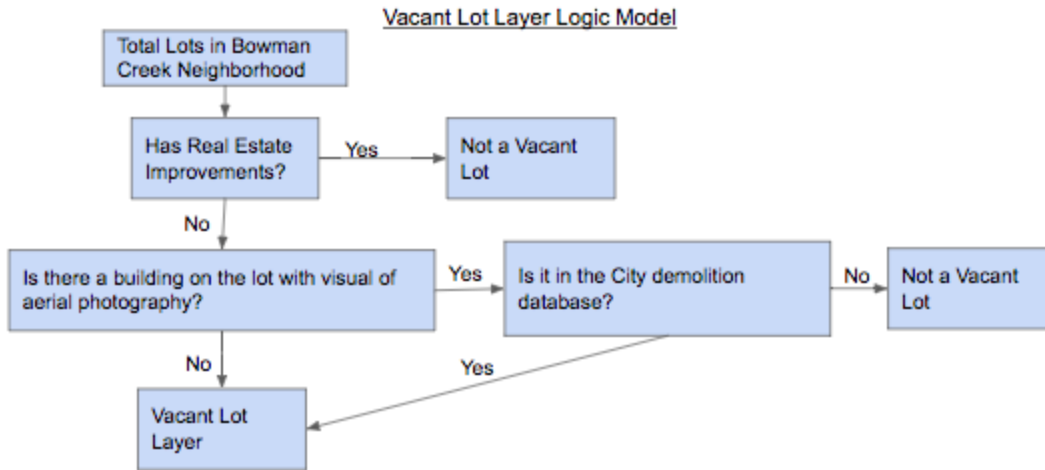 Vacant Lot Layer Logic Model
Total Lots in Bowman
Creek Neighborhood
Has Real Estate
Improvements?
Yes
Not a Vacant
Lot
No
Is there a building on the lot with visual of
aerial photography?
Yes
Is it in the City demolition
database?
No
Not a Vacant
Lot
No
Yes
Vacant Lot
Layer